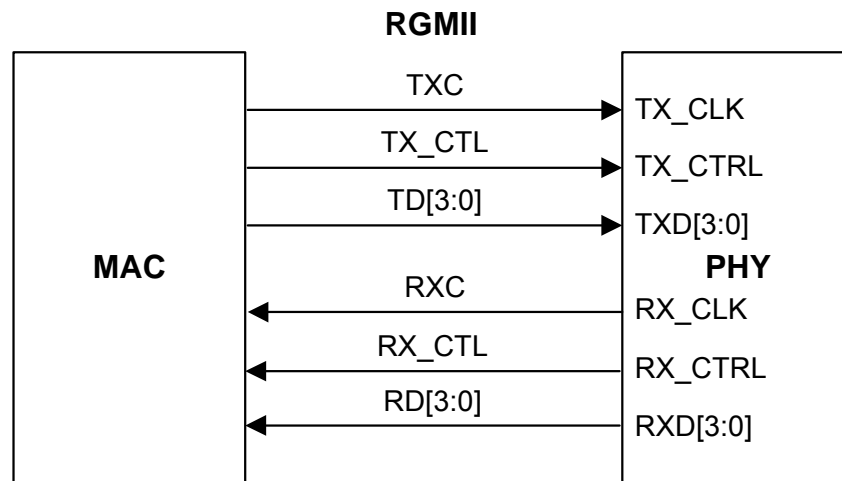 RGMII
TXC
TX_CLK
TX_CTL
TX_CTRL
TD[3:0]
TXD[3:0]
MAC
PHY
RXC
RX_CLK
RX_CTL
RX_CTRL
RD[3:0]
RXD[3:0]